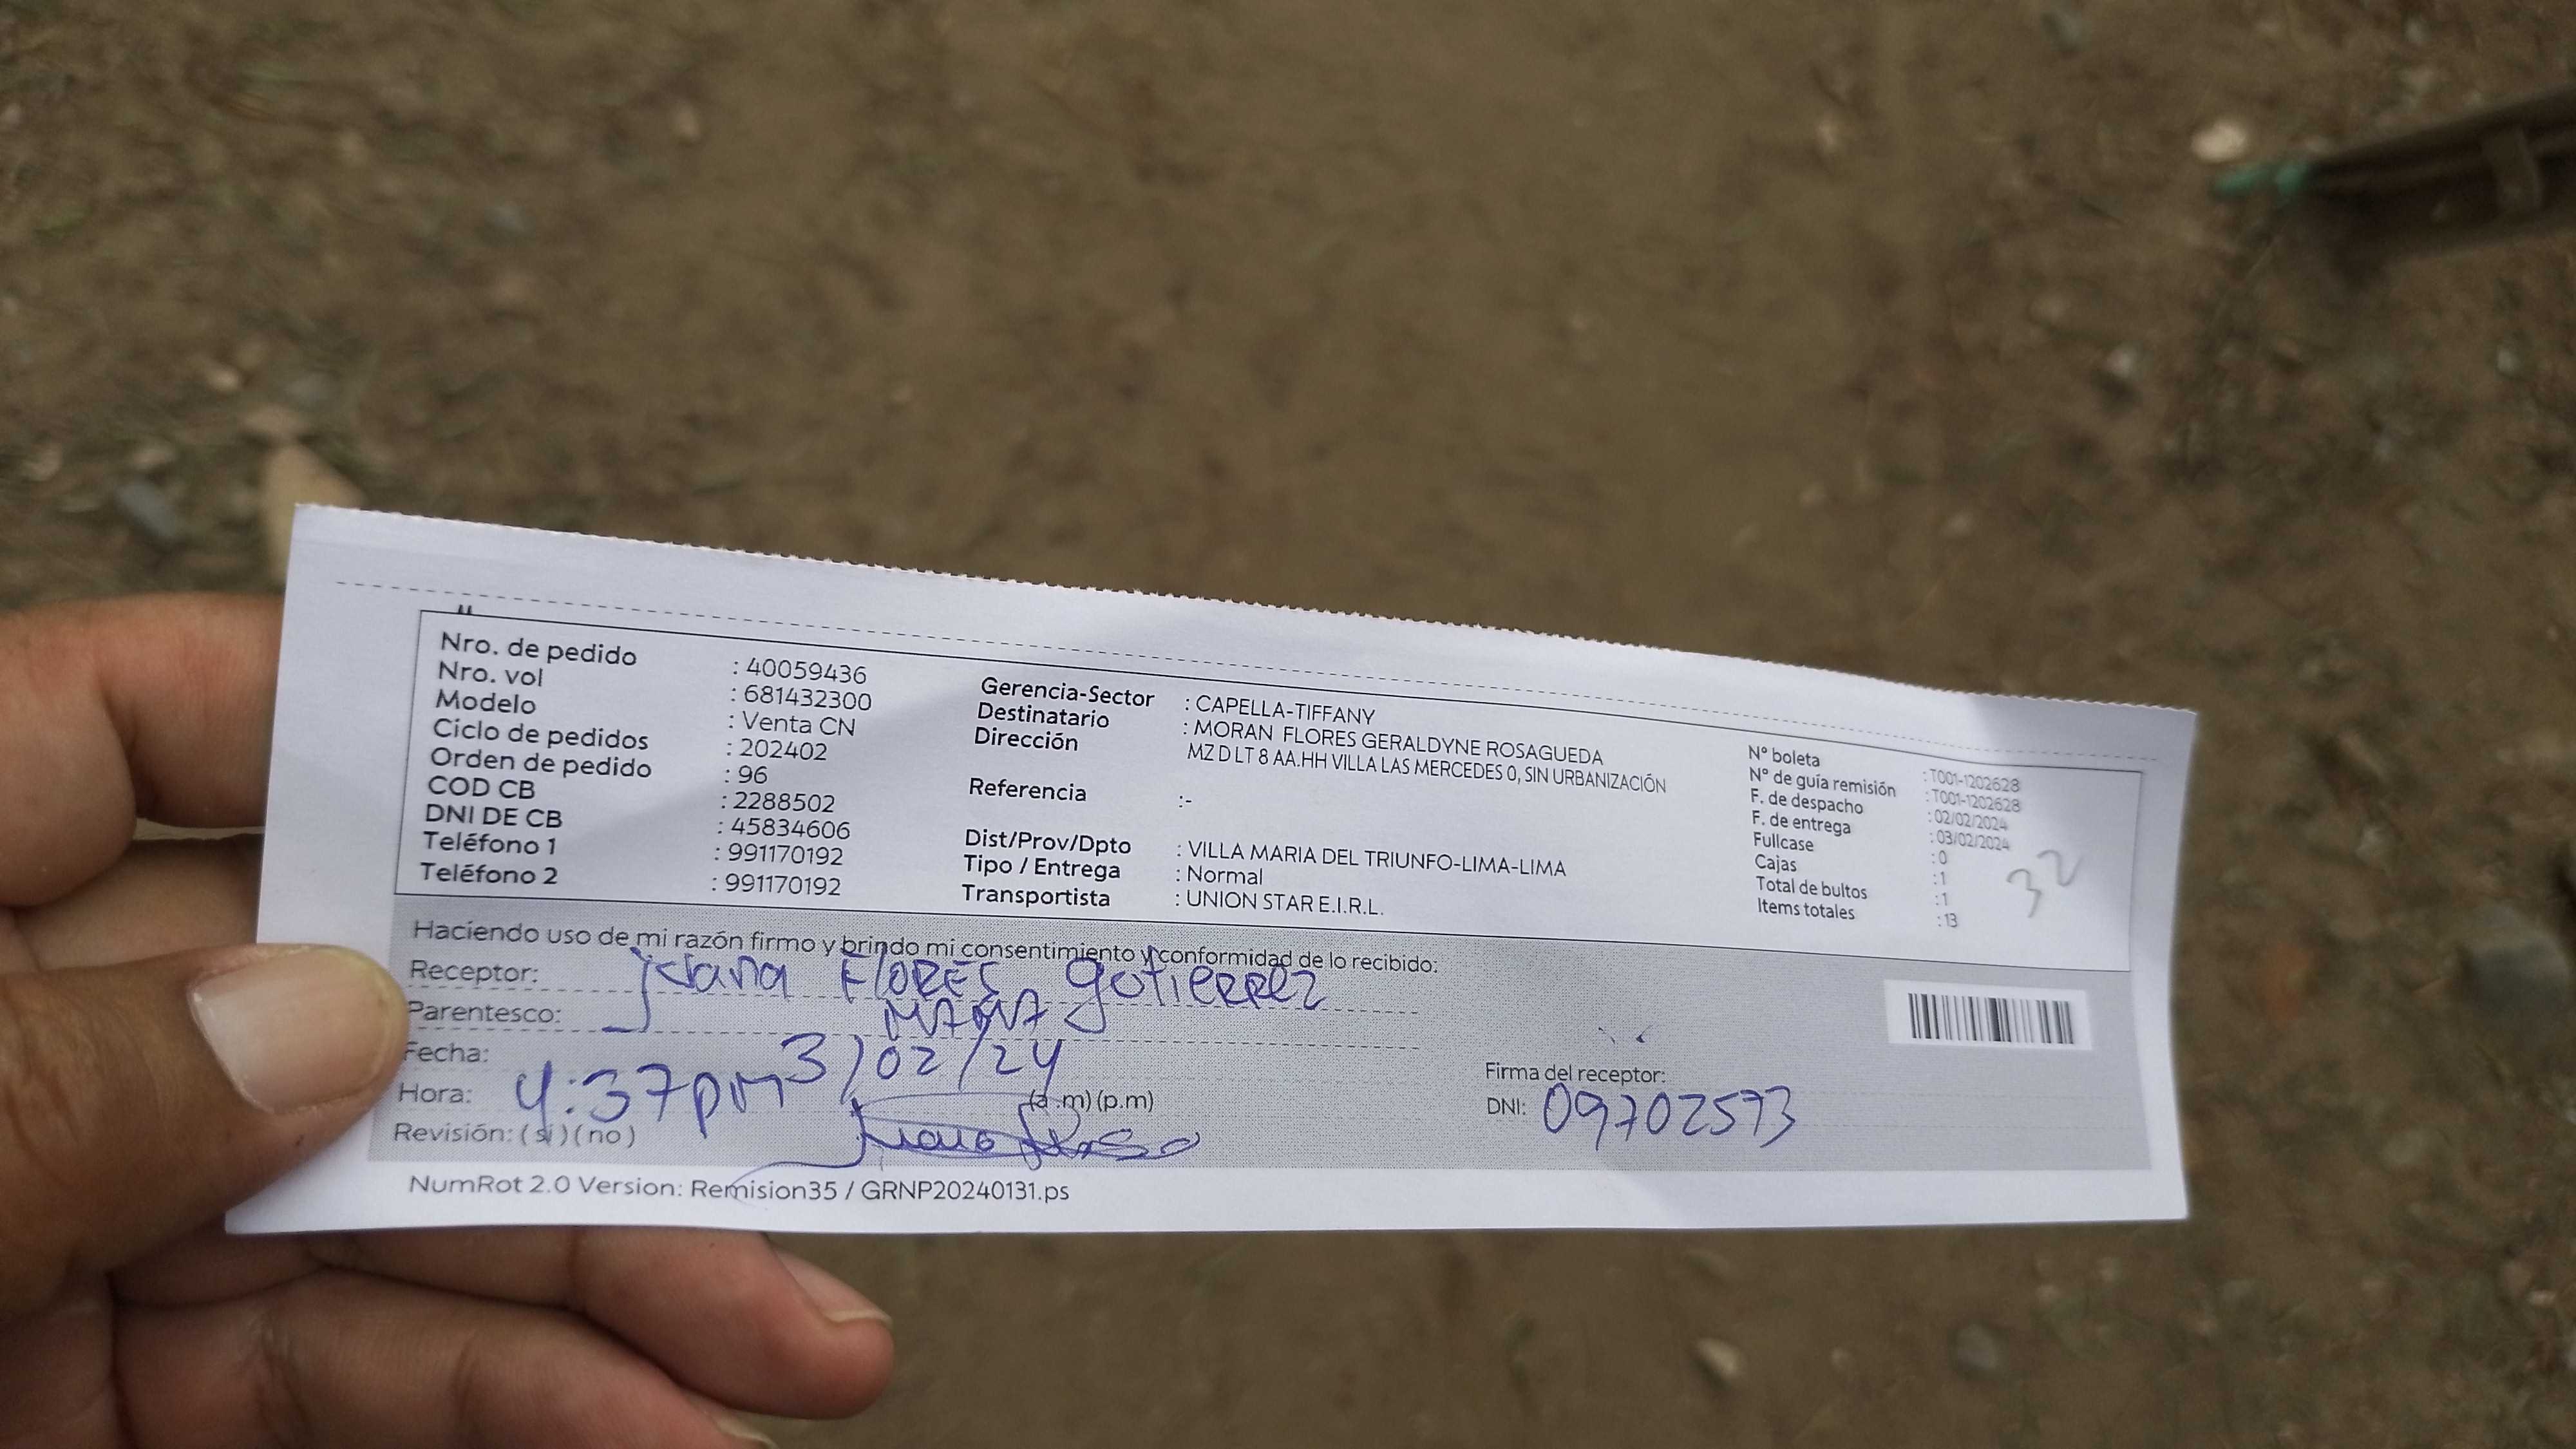 Nro. de pedido : 40059436
Nro. vol : 681432300
Modelo : Venta CN
Ciclo de pedidos : 202402
Orden de pedido : 96
COD CB : 2288502
DNI DE CB : 45834606
Teléfono 1 : 991170192
Teléfono 2 : 991170192
Gerencia-Sector : CAPELLA-TIFFANY
Destinatario : MORAN FLORES GERALDYNE ROSAGUEDA
Dirección MZ D LT 8 AA.HH VILLA LAS MERCEDES 0, SIN URBANIZACIÓN
Referencia :-
Dist/Prov/Dpto : VILLA MARIA DEL TRIUNFO-LIMA-LIMA
Tipo / Entrega : Normal
Transportista : UNION STAR E.I.R.L.
N° boleta : T001-1202628
N° de guía remisión : T001-1202628
F. de despacho : 02/02/2024
F. de entrega : 03/02/2024
Fullcase : 0
Cajas : 1
Total de bultos : 1
Items totales : 13
32
Haciendo uso de mi razón firmo y brindo mi consentimiento y conformidad de lo recibido:
Receptor: FLORES gutierrez
Parentesco: MAMA
Fecha: 3/02/24
Hora: 4:37pm (a .m) (p.m)
Revisión: ( si ) ( no )
Firma del receptor:
DNI: 09702573
NumRot 2.0 Version: Remision35 / GRNP20240131.ps